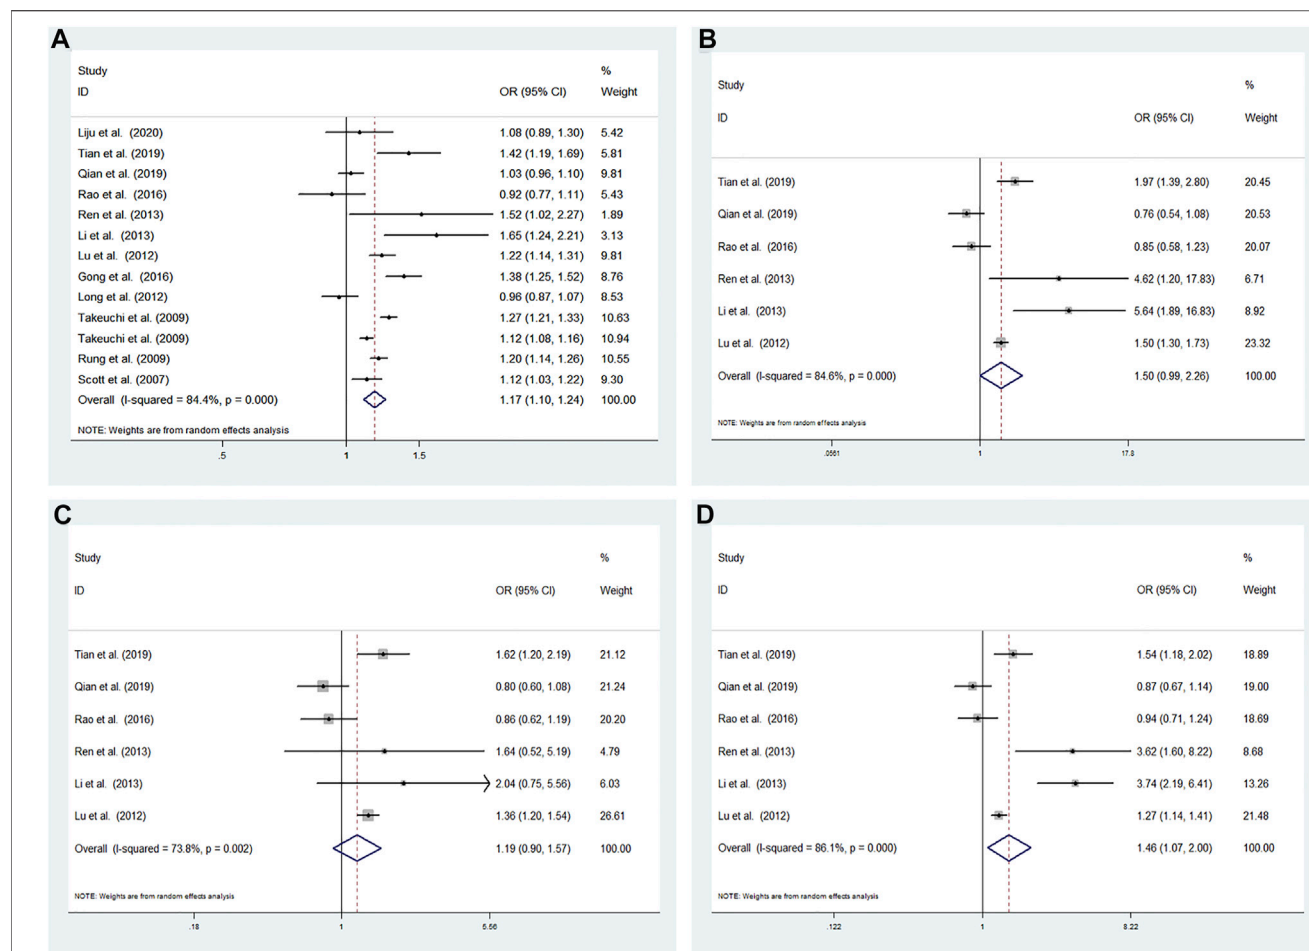 A
Study %
ID OR (95% CI) Weight
Liju et al. (2020) 1.08 (0.89, 1.30) 5.42
Tian et al. (2019) 1.42 (1.19, 1.69) 5.81
Qian et al. (2019) 1.03 (0.96, 1.10) 9.81
Rao et al. (2016) 0.92 (0.77, 1.11) 5.43
Ren et al. (2013) 1.52 (1.02, 2.27) 1.89
Li et al. (2013) 1.65 (1.24, 2.21) 3.13
Lu et al. (2012) 1.22 (1.14, 1.31) 9.81
Gong et al. (2016) 1.38 (1.25, 1.52) 8.76
Long et al. (2012) 0.96 (0.87, 1.07) 8.53
Takeuchi et al. (2009) 1.27 (1.21, 1.33) 10.63
Takeuchi et al. (2009) 1.12 (1.08, 1.16) 10.94
Rung et al. (2009) 1.20 (1.14, 1.26) 10.55
Scott et al. (2007) 1.12 (1.03, 1.22) 9.30
Overall (I-squared = 84.4%, p = 0.000) 1.17 (1.10, 1.24) 100.00
NOTE: Weights are from random effects analysis
.5 1 1.5
B
Study %
ID OR (95% CI) Weight
Tian et al. (2019) 1.97 (1.39, 2.80) 20.45
Qian et al. (2019) 0.76 (0.54, 1.08) 20.53
Rao et al. (2016) 0.85 (0.58, 1.23) 20.07
Ren et al. (2013) 4.62 (1.20, 17.83) 6.71
Li et al. (2013) 5.64 (1.89, 16.83) 8.92
Lu et al. (2012) 1.50 (1.30, 1.73) 23.32
Overall (I-squared = 84.6%, p = 0.000) 1.50 (0.99, 2.26) 100.00
NOTE: Weights are from random effects analysis
.0561 1 17.8
C
Study %
ID OR (95% CI) Weight
Tian et al. (2019) 1.62 (1.20, 2.19) 21.12
Qian et al. (2019) 0.80 (0.60, 1.08) 21.24
Rao et al. (2016) 0.86 (0.62, 1.19) 20.20
Ren et al. (2013) 1.64 (0.52, 5.19) 4.79
Li et al. (2013) 2.04 (0.75, 5.56) 6.03
Lu et al. (2012) 1.36 (1.20, 1.54) 26.61
Overall (I-squared = 73.8%, p = 0.002) 1.19 (0.90, 1.57) 100.00
NOTE: Weights are from random effects analysis
.18 1 5.56
D
Study %
ID OR (95% CI) Weight
Tian et al. (2019) 1.54 (1.18, 2.02) 18.89
Qian et al. (2019) 0.87 (0.67, 1.14) 19.00
Rao et al. (2016) 0.94 (0.71, 1.24) 18.69
Ren et al. (2013) 3.62 (1.60, 8.22) 8.68
Li et al. (2013) 3.74 (2.19, 6.41) 13.26
Lu et al. (2012) 1.27 (1.14, 1.41) 21.48
Overall (I-squared = 86.1%, p = 0.000) 1.46 (1.07, 2.00) 100.00
NOTE: Weights are from random effects analysis
.122 1 8.22